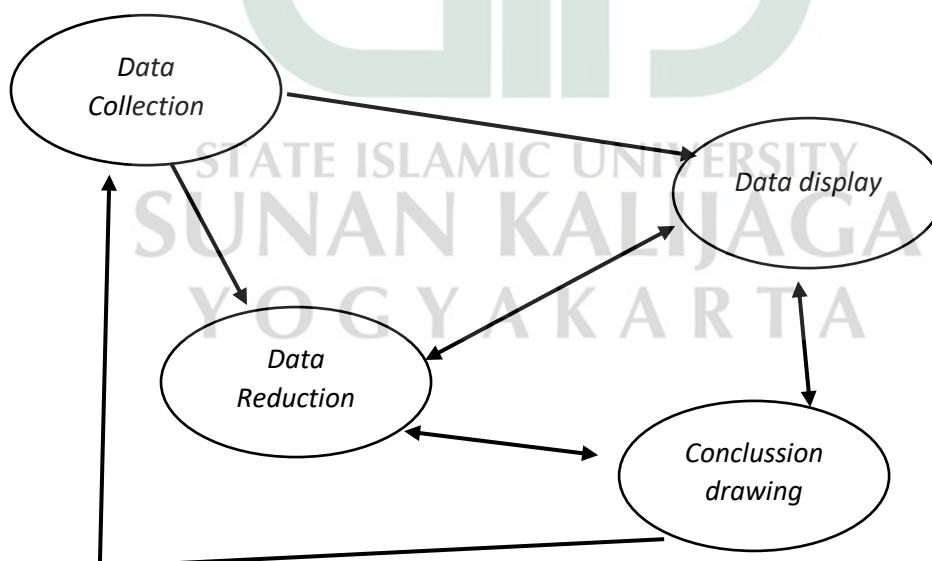 Data
Collection
STATE ISLAMIC UNIVERSITY
Data display
SUNAN KALIJAGA
YOGYAKARTA
Data
Reduction
Conclussion
drawing